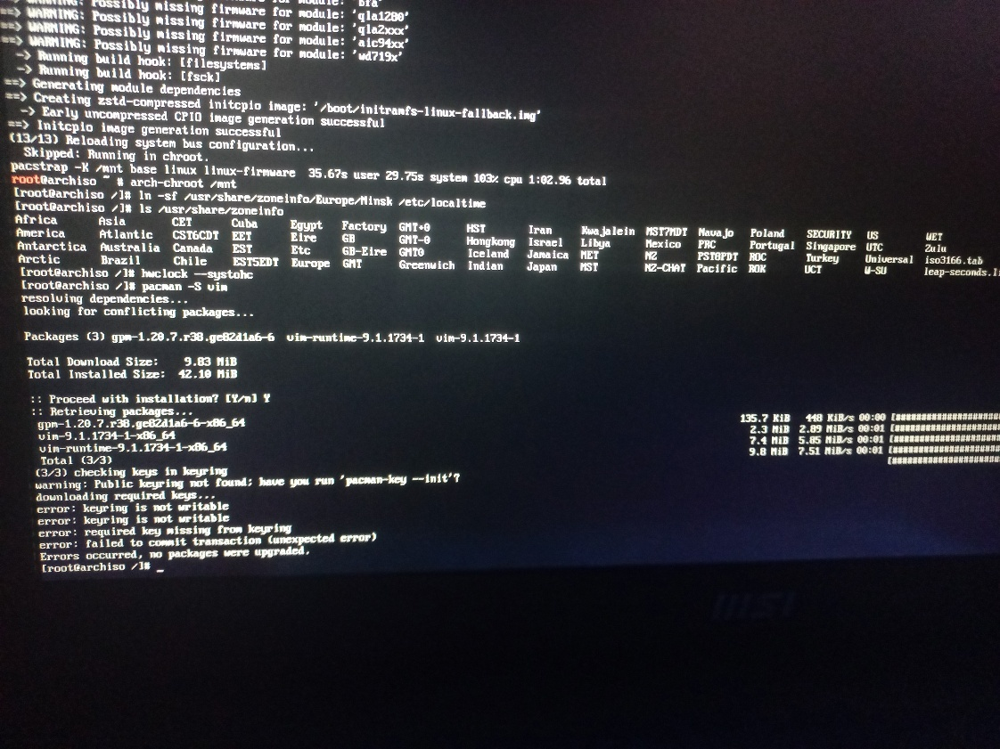 WARNING: Possibly missing firmware for module: 'bfa'
==> WARNING: Possibly missing firmware for module: 'qla1280'
==> WARNING: Possibly missing firmware for module: 'qla2xxx'
==> WARNING: Possibly missing firmware for module: 'aic94xx'
==> WARNING: Possibly missing firmware for module: 'wd719x'
-> Running build hook: [filesystems]
-> Running build hook: [fsck]
==> Generating module dependencies
==> Creating zstd-compressed initcpio image: '/boot/initramfs-linux-fallback.img'
-> Early uncompressed CPIO image generation successful
==> Initcpio image generation successful
(13/13) Reloading system bus configuration...
Skipped: Running in chroot.
pacstrap -K /mnt base linux linux-firmware 35.67s user 29.75s system 103% cpu 1:02.96 total
root@archiso ~ # arch-chroot /mnt
[root@archiso /]# ln -sf /usr/share/zoneinfo/Europe/Minsk /etc/localtime
[root@archiso /]# ls /usr/share/zoneinfo
Africa Asia CET Cuba Egypt Factory GMT+0 HST Iran Kwajalein MST7MDT Navajo Poland SECURITY US WET
America Atlantic CST6CDT EET Eire GB GMT-0 Hongkong Israel Libya Mexico PRC Portugal Singapore UTC Zulu
Antarctica Australia Canada EST Etc GB-Eire GMT0 Iceland Jamaica MET NZ PST8PDT ROC Turkey Universal iso3166.tab
Arctic Brazil Chile EST5EDT Europe GMT Greenwich Indian Japan MST NZ-CHAT Pacific ROK UCT W-SU leap-seconds.li
[root@archiso /]# hwclock --systohc
[root@archiso /]# pacman -S vim
resolving dependencies...
looking for conflicting packages...
Packages (3) gpm-1.20.7.r38.ge82d1a6-6 vim-runtime-9.1.1734-1 vim-9.1.1734-1
Total Download Size: 9.83 MiB
Total Installed Size: 42.10 MiB
:: Proceed with installation? [Y/n] Y
:: Retrieving packages...
gpm-1.20.7.r38.ge82d1a6-6-x86_64 135.7 KiB 448 KiB/s 00:00 [####################
vim-9.1.1734-1-x86_64 2.3 MiB 2.89 MiB/s 00:01 [####################
vim-runtime-9.1.1734-1-x86_64 7.4 MiB 5.85 MiB/s 00:01 [####################
Total (3/3) 9.8 MiB 7.51 MiB/s 00:01 [####################
(3/3) checking keys in keyring [####################
warning: Public keyring not found; have you run 'pacman-key --init'?
downloading required keys...
error: keyring is not writable
error: keyring is not writable
error: required key missing from keyring
error: failed to commit transaction (unexpected error)
Errors occurred, no packages were upgraded.
[root@archiso /]# _
msi